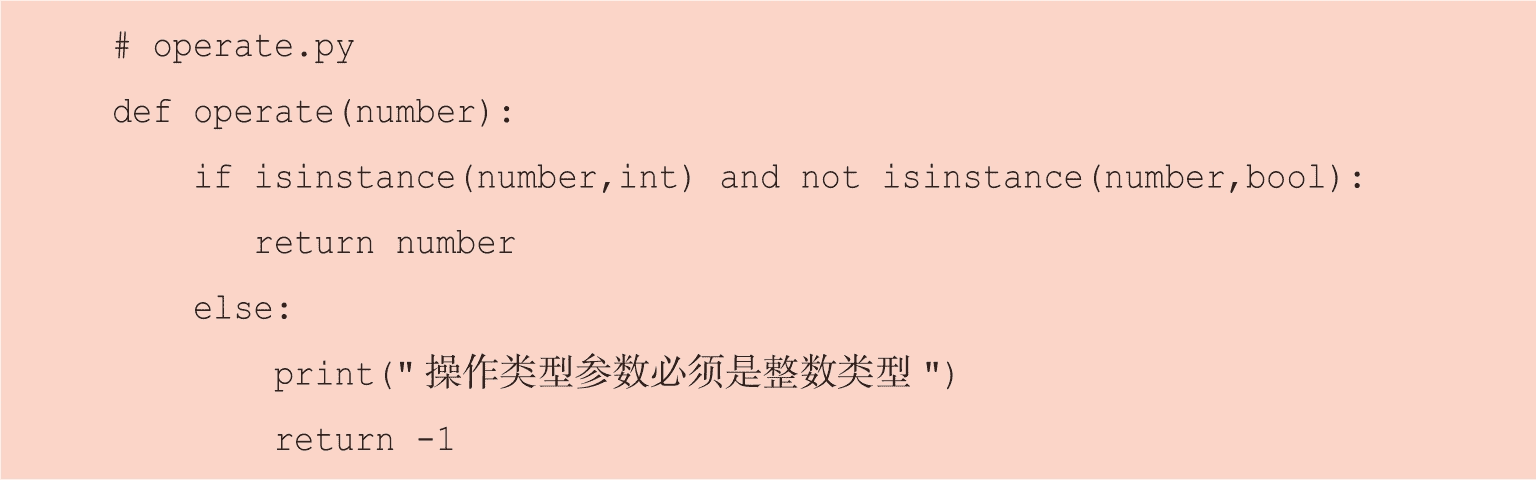 # operate.py
def operate(number):
    if isinstance(number,int) and not isinstance(number,bool):
       return number
    else:
        print(" 操作类型参数必须是整数类型 ")
        return -1